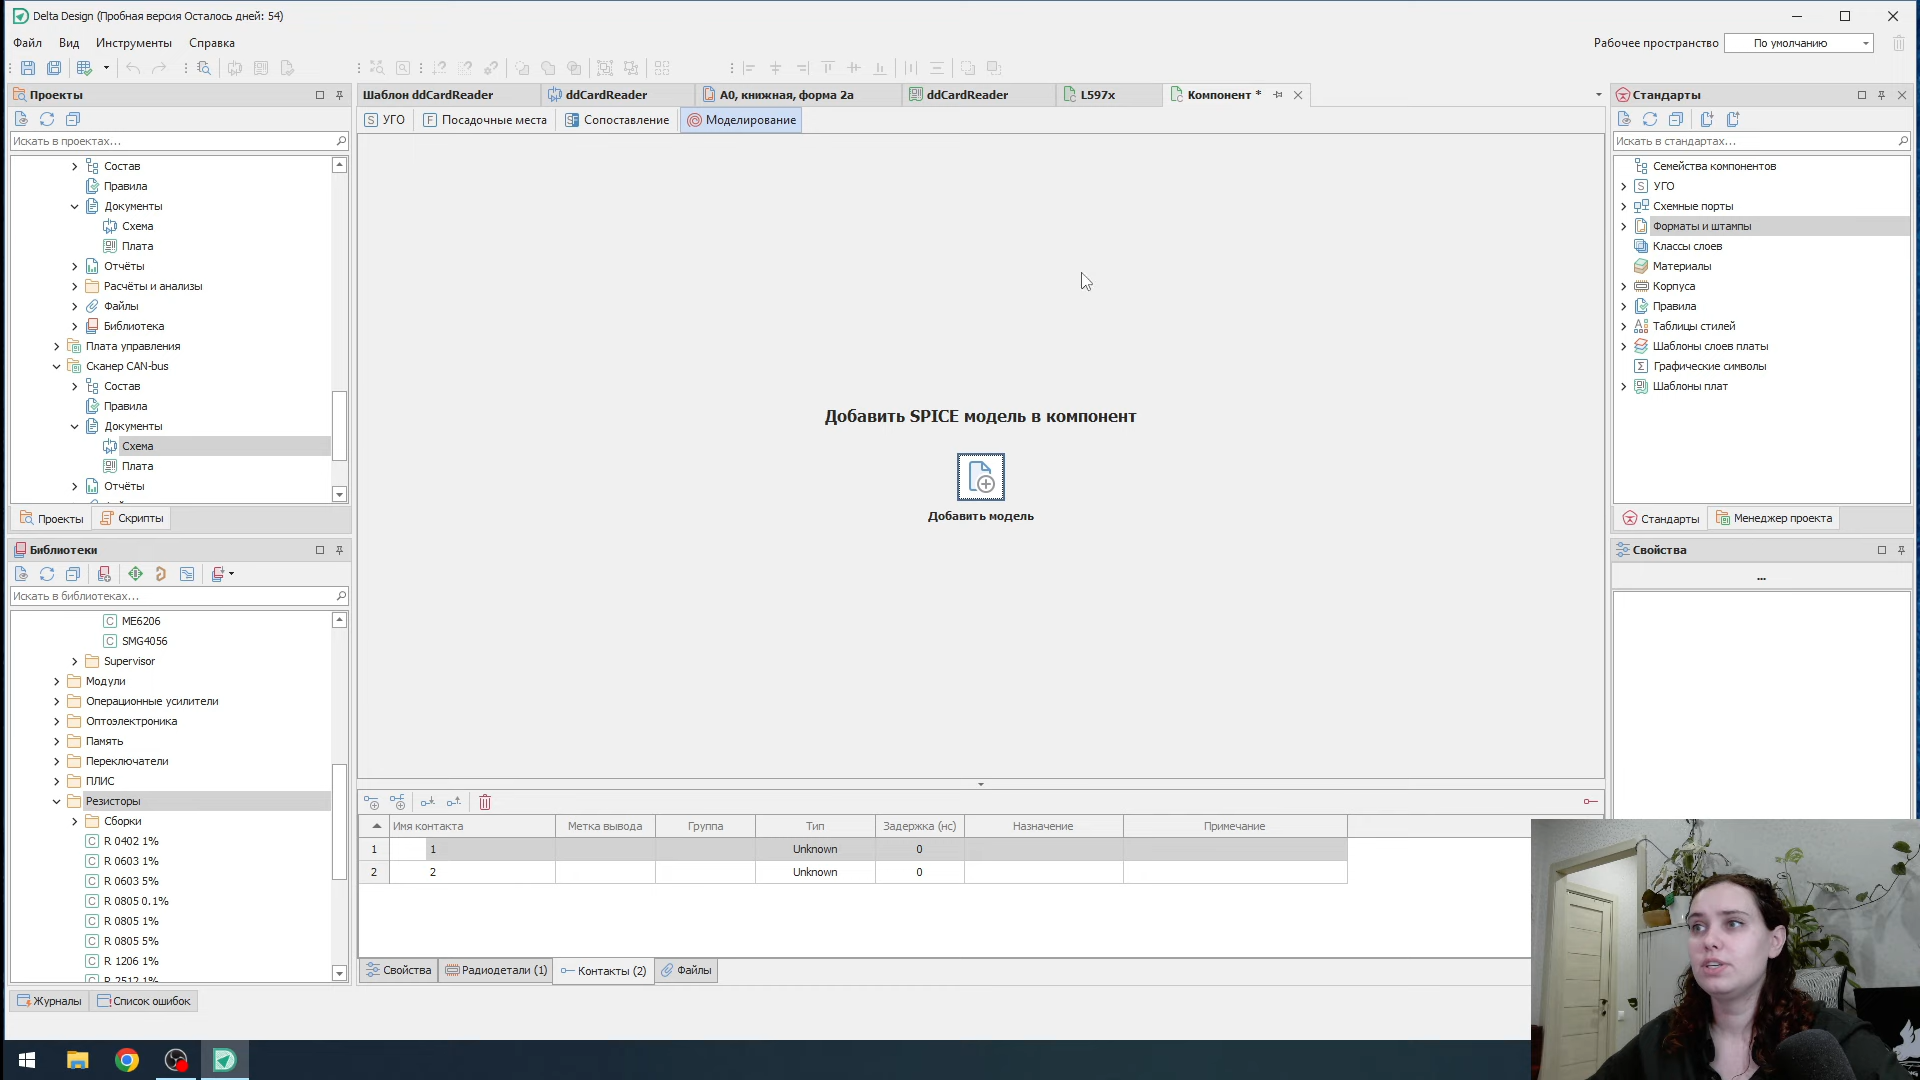 Delta Design (Пробная версия Осталось дней: 54)
Файл Вид Инструменты Справка
Рабочее пространство По умолчанию
Проекты
Искать в проектах...
Состав
Правила
Документы
Схема
Плата
Отчёты
Расчёты и анализы
Файлы
Библиотека
Плата управления
Сканер CAN-bus
Состав
Правила
Документы
Схема
Плата
Отчёты
Проекты Скрипты
Библиотеки
Искать в библиотеках...
ME6206
SMG4056
Supervisor
Модули
Операционные усилители
Оптоэлектроника
Память
Переключатели
ПЛИС
Резисторы
Сборки
R 0402 1%
R 0603 1%
R 0603 5%
R 0805 0.1%
R 0805 1%
R 0805 5%
R 1206 1%
R 2512 1%
Журналы Список ошибок
Шаблон ddCardReader ddCardReader А0, книжная, форма 2а ddCardReader L597x Компонент *
УГО Посадочные места Сопоставление Моделирование
Добавить SPICE модель в компонент
Добавить модель
Имя контакта Метка вывода Группа Тип Задержка (нс) Назначение Примечание
1 1 Unknown 0
2 2 Unknown 0
Свойства Радиодетали (1) Контакты (2) Файлы
Стандарты
Искать в стандартах...
Семейства компонентов
УГО
Схемные порты
Форматы и штампы
Классы слоев
Материалы
Корпуса
Правила
Таблицы стилей
Шаблоны слоев платы
Графические символы
Шаблоны плат
Стандарты Менеджер проекта
Свойства
...